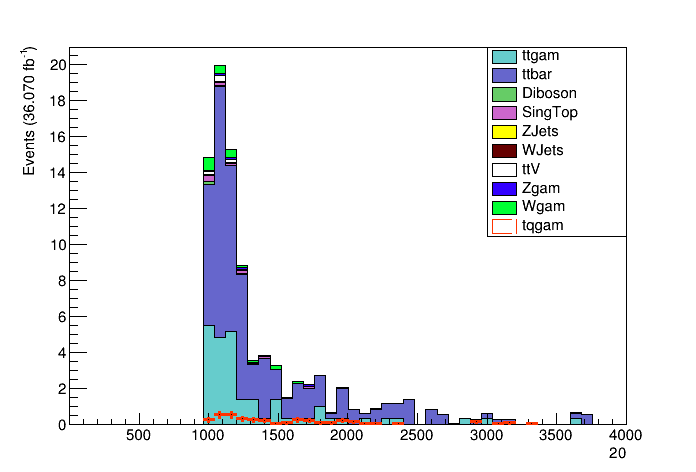 Events (36.070 fb⁻¹)
20
18
16
14
12
10
8
6
4
2
0
500
1000
1500
2000
2500
3000
3500
4000
20
ttgam
ttbar
Diboson
SingTop
ZJets
WJets
ttV
Zgam
Wgam
tqgam